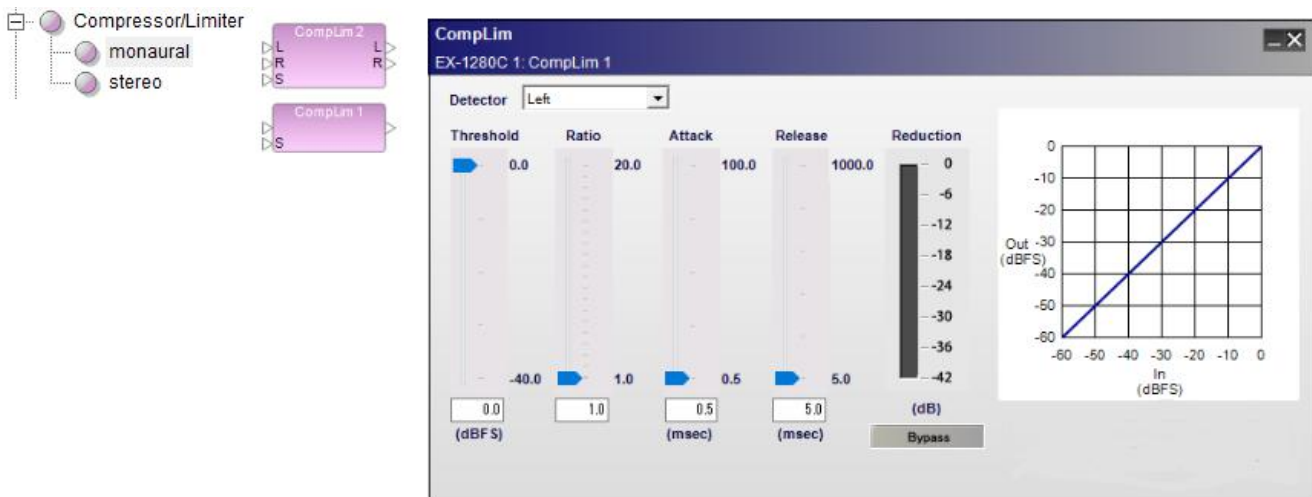 Compressor/Limiter
monaural
stereo
CompLim 2
L L
R R
S
CompLim 1
S
CompLim
EX-1280C 1: CompLim 1
Detector Left
Threshold Ratio Attack Release Reduction
0.0 20.0 100.0 1000.0 0
-6
-12
-18
-24
-30
-36
-40.0 1.0 0.5 5.0 -42
0.0 1.0 0.5 5.0 (dB)
(dBFS) (msec) (msec) Bypass
0
-10
-20
Out -30
(dBFS)
-40
-50
-60
-60 -50 -40 -30 -20 -10 0
In
(dBFS)